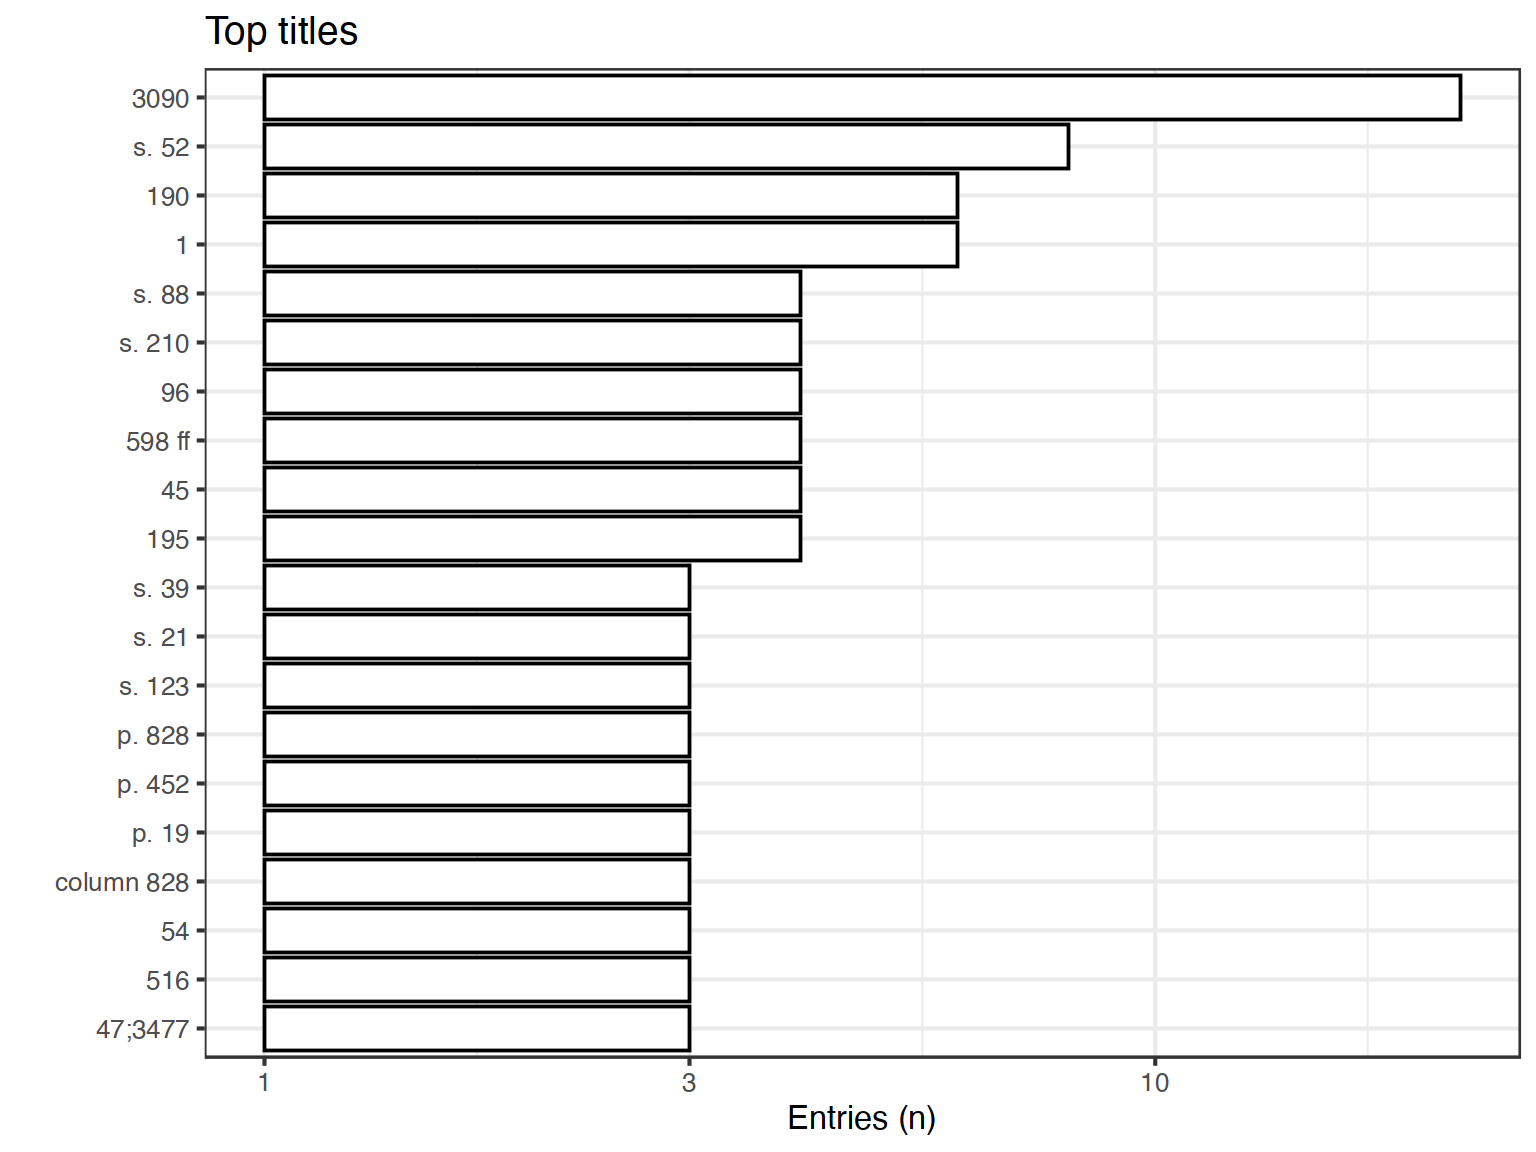 Top titles
3090
s. 52
190
1
s. 88
s. 210
96
598 ff
45
195
s. 39
s. 21
s. 123
p. 828
p. 452
p. 19
column 828
54
516
47;3477
1 3 10
Entries (n)